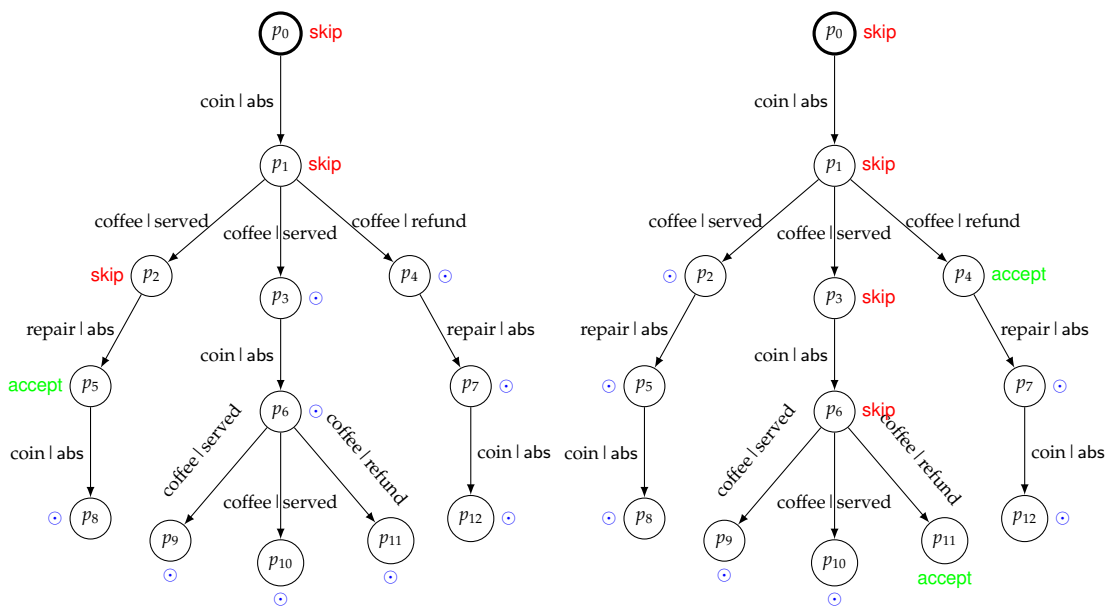 p0 skip
coin | abs
p1 skip
coffee | served
coffee | served
coffee | refund
skip p2
p3 ⊙
p4 ⊙
repair | abs
coin | abs
repair | abs
accept p5
p6 ⊙
p7 ⊙
coin | abs
coffee | served
coffee | served
coffee | refund
coin | abs
⊙ p8
p9
⊙
p10
⊙
p11
⊙
p12 ⊙
p0 skip
coin | abs
p1 skip
coffee | served
coffee | served
coffee | refund
⊙ p2
p3 skip
p4 accept
repair | abs
coin | abs
repair | abs
⊙ p5
p6 skip
p7 ⊙
coin | abs
coffee | served
coffee | served
coffee | refund
coin | abs
⊙ p8
p9
⊙
p10
⊙
p11
accept
p12 ⊙